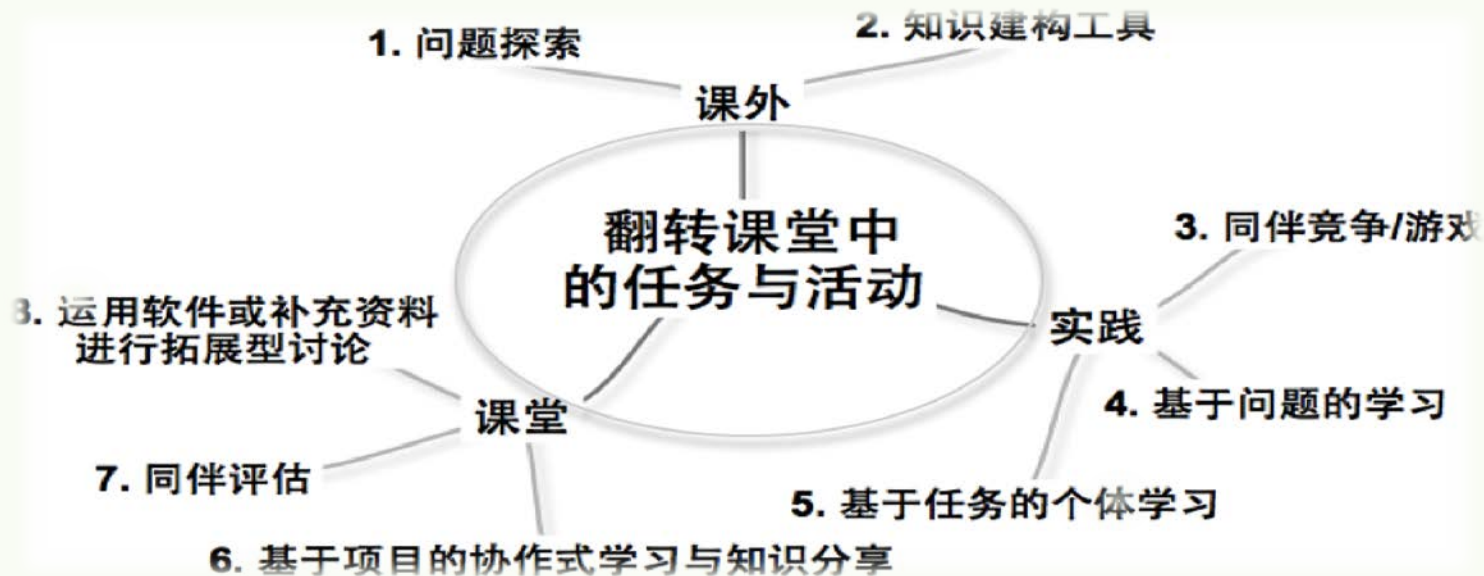 1. 问题探索
2. 知识建构工具
课外
翻转课堂中
的任务与活动
3. 同伴竞争/游戏
实践
4. 基于问题的学习
5. 基于任务的个体学习
8. 运用软件或补充资料
进行拓展型讨论
课堂
7. 同伴评估
6. 基于项目的协作式学习与知识分享